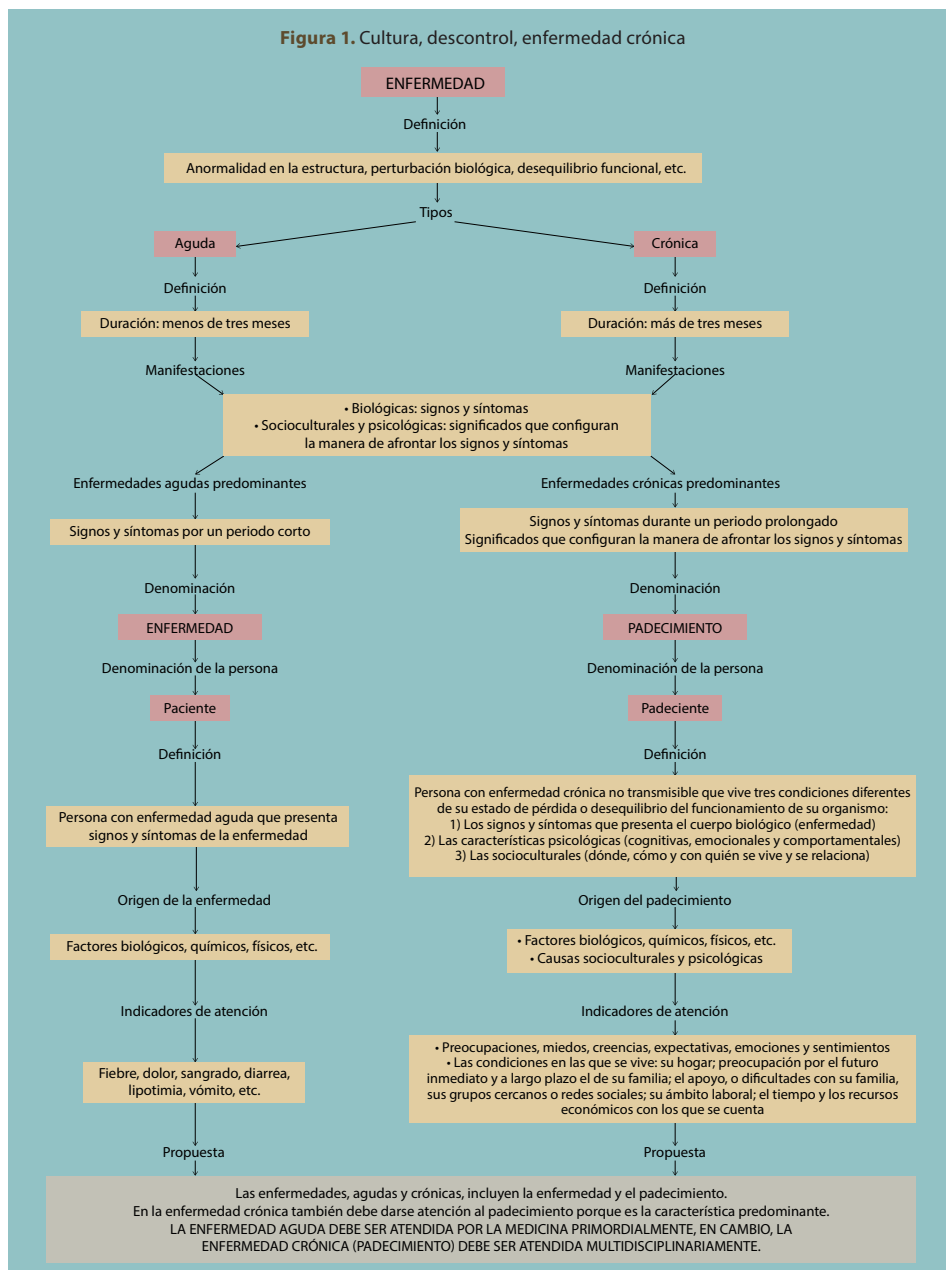 Figura 1. Cultura, descontrol, enfermedad crónica
ENFERMEDAD
Definición
Anormalidad en la estructura, perturbación biológica, desequilibrio funcional, etc.
Tipos
Aguda
Definición
Duración: menos de tres meses
Manifestaciones
Crónica
Definición
Duración: más de tres meses
Manifestaciones
• Biológicas: signos y síntomas
• Socioculturales y psicológicas: significados que configuran
la manera de afrontar los signos y síntomas
Enfermedades agudas predominantes
Signos y síntomas por un periodo corto
Denominación
ENFERMEDAD
Denominación de la persona
Paciente
Definición
Persona con enfermedad aguda que presenta
signos y síntomas de la enfermedad
Origen de la enfermedad
Factores biológicos, químicos, físicos, etc.
Indicadores de atención
Fiebre, dolor, sangrado, diarrea,
lipotimia, vómito, etc.
Propuesta
Enfermedades crónicas predominantes
Signos y síntomas durante un periodo prolongado
Significados que configuran la manera de afrontar los signos y síntomas
Denominación
PADECIMIENTO
Denominación de la persona
Padeciente
Definición
Persona con enfermedad crónica no transmisible que vive tres condiciones diferentes
de su estado de pérdida o desequilibrio del funcionamiento de su organismo:
1) Los signos y síntomas que presenta el cuerpo biológico (enfermedad)
2) Las características psicológicas (cognitivas, emocionales y comportamentales)
3) Las socioculturales (dónde, cómo y con quién se vive y se relaciona)
Origen del padecimiento
• Factores biológicos, químicos, físicos, etc.
• Causas socioculturales y psicológicas
Indicadores de atención
• Preocupaciones, miedos, creencias, expectativas, emociones y sentimientos
• Las condiciones en las que se vive: su hogar; preocupación por el futuro
inmediato y a largo plazo el de su familia; el apoyo, o dificultades con su familia,
sus grupos cercanos o redes sociales; su ámbito laboral; el tiempo y los recursos
económicos con los que se cuenta
Propuesta
Las enfermedades, agudas y crónicas, incluyen la enfermedad y el padecimiento.
En la enfermedad crónica también debe darse atención al padecimiento porque es la característica predominante.
LA ENFERMEDAD AGUDA DEBE SER ATENDIDA POR LA MEDICINA PRIMORDIALMENTE, EN CAMBIO, LA
ENFERMEDAD CRÓNICA (PADECIMIENTO) DEBE SER ATENDIDA MULTIDISCIPLINARIAMENTE.